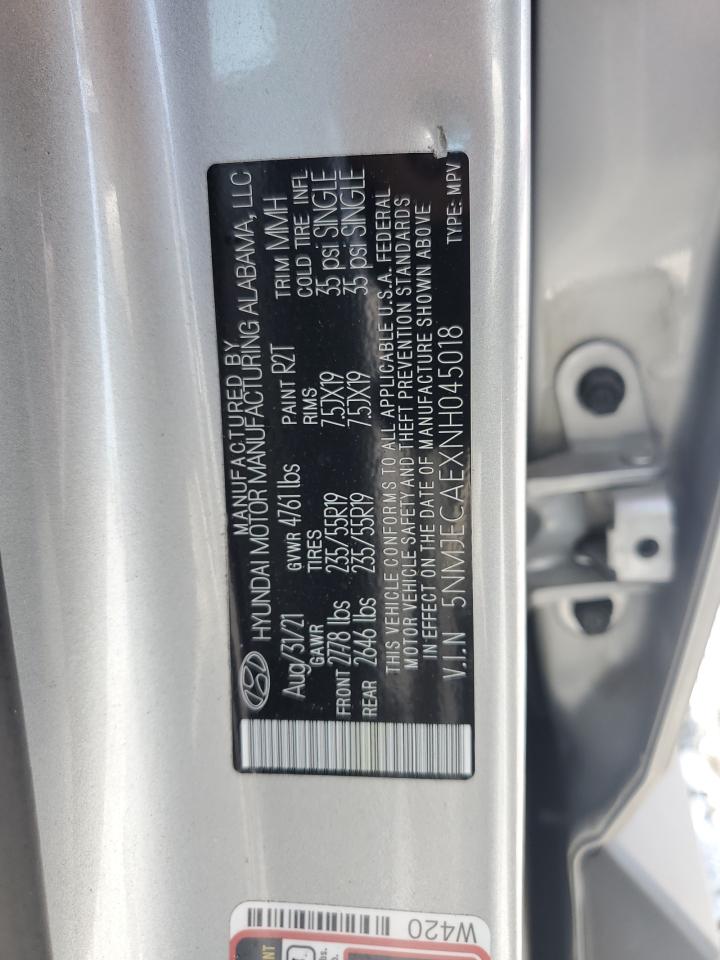 MANUFACTURED BY
HYUNDAI MOTOR MANUFACTURING ALABAMA, LLC
Aug/31/21 GVWR 4761 lbs PAINT R2T TRIM MMH
GAWR TIRES RIMS COLD TIRE INFL
FRONT 2778 lbs 235/55R19 7.5JX19 35 psi SINGLE
REAR 2646 lbs 235/55R19 7.5JX19 35 psi SINGLE
THIS VEHICLE CONFORMS TO ALL APPLICABLE U.S.A. FEDERAL
MOTOR VEHICLE SAFETY AND THEFT PREVENTION STANDARDS
IN EFFECT ON THE DATE OF MANUFACTURE SHOWN ABOVE
V.I.N 5NMJECAEXNH045018 TYPE: MPV
W420